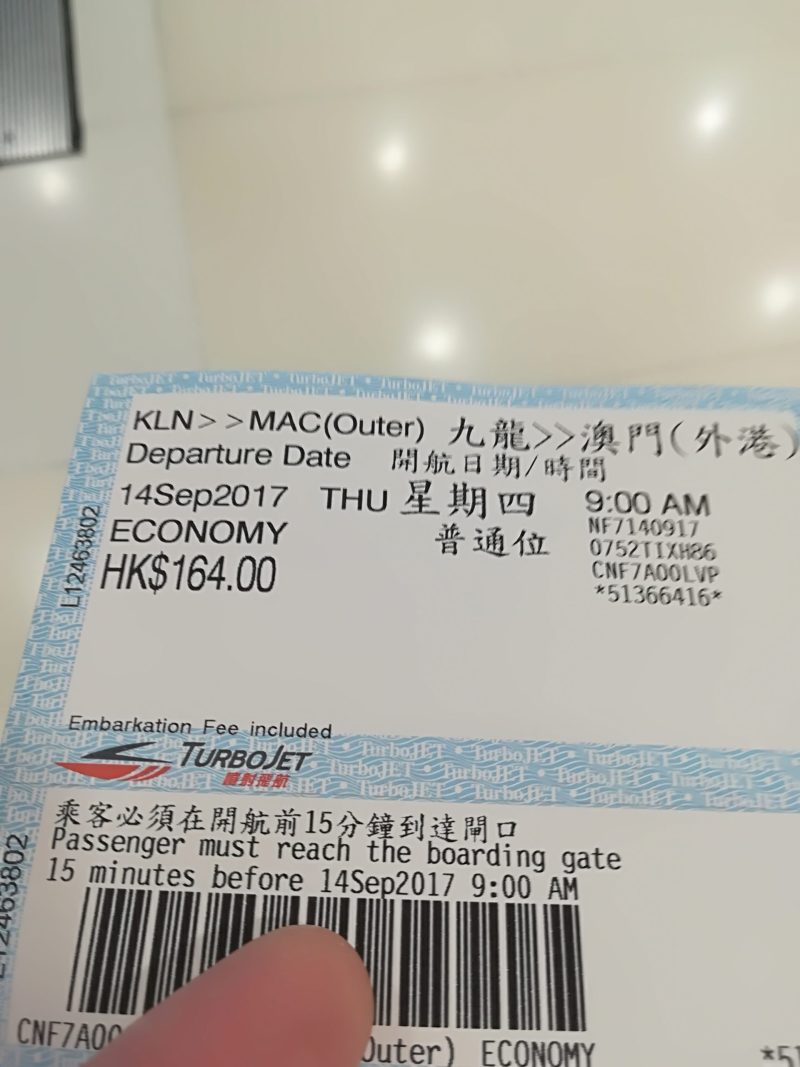 KLN>>MAC(Outer) 九龍>>澳門(外港)
Departure Date 開航日期/時間
14Sep2017 THU 星期四 9:00 AM
ECONOMY 普通位 NF7140917
0752TIXH86
HK$164.00 CNF7A00LVP
*51366416*
L12463802
Embarkation Fee included
TURBOJET
噴射飛航
乘客必須在開航前15分鐘到達閘口
Passenger must reach the boarding gate
15 minutes before 14Sep2017 9:00 AM
L12463802
CNF7A00 Outer) ECONOMY *51